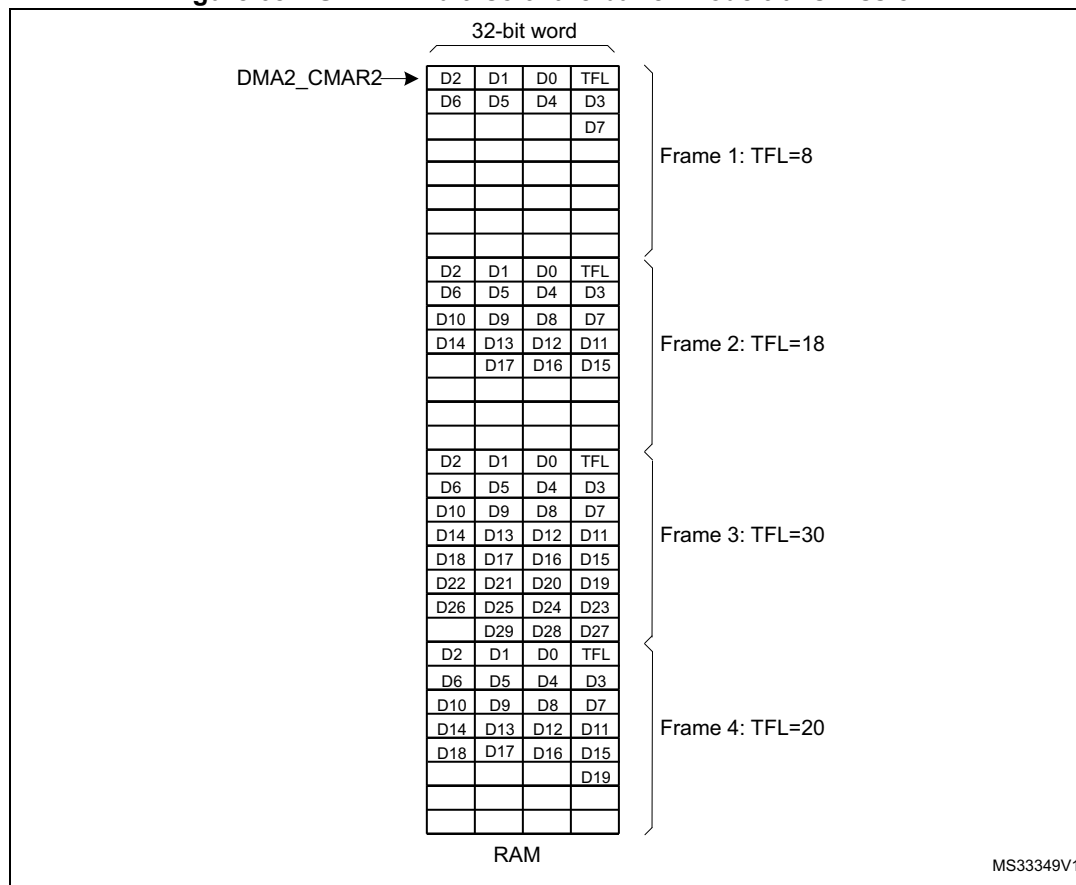 32-bit word
DMA2_CMAR2
D2 D1 D0 TFL
D6 D5 D4 D3
D7
Frame 1: TFL=8
D2 D1 D0 TFL
D6 D5 D4 D3
D10 D9 D8 D7
D14 D13 D12 D11
D17 D16 D15
Frame 2: TFL=18
D2 D1 D0 TFL
D6 D5 D4 D3
D10 D9 D8 D7
D14 D13 D12 D11
D18 D17 D16 D15
D22 D21 D20 D19
D26 D25 D24 D23
D29 D28 D27
Frame 3: TFL=30
D2 D1 D0 TFL
D6 D5 D4 D3
D10 D9 D8 D7
D14 D13 D12 D11
D18 D17 D16 D15
D19
Frame 4: TFL=20
RAM
MS33349V1